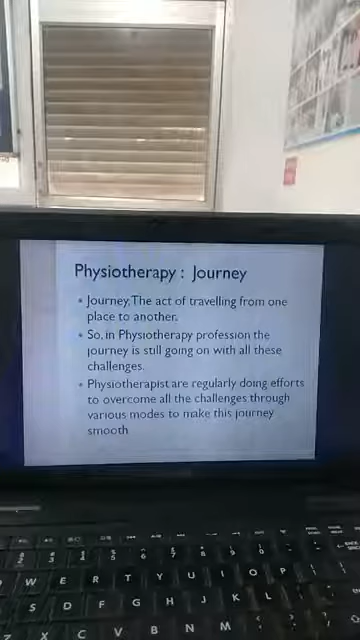 Physiotherapy : Journey
• Journey, The act of travelling from one
place to another.
• So, in Physiotherapy profession the
journey is still going on with all these
challenges.
• Physiotherapist are regularly doing efforts
to overcome all the challenges through
various modes to make this journey
smooth
W E R T Y U I O P
S D F G H J K L
Z X C V B N M